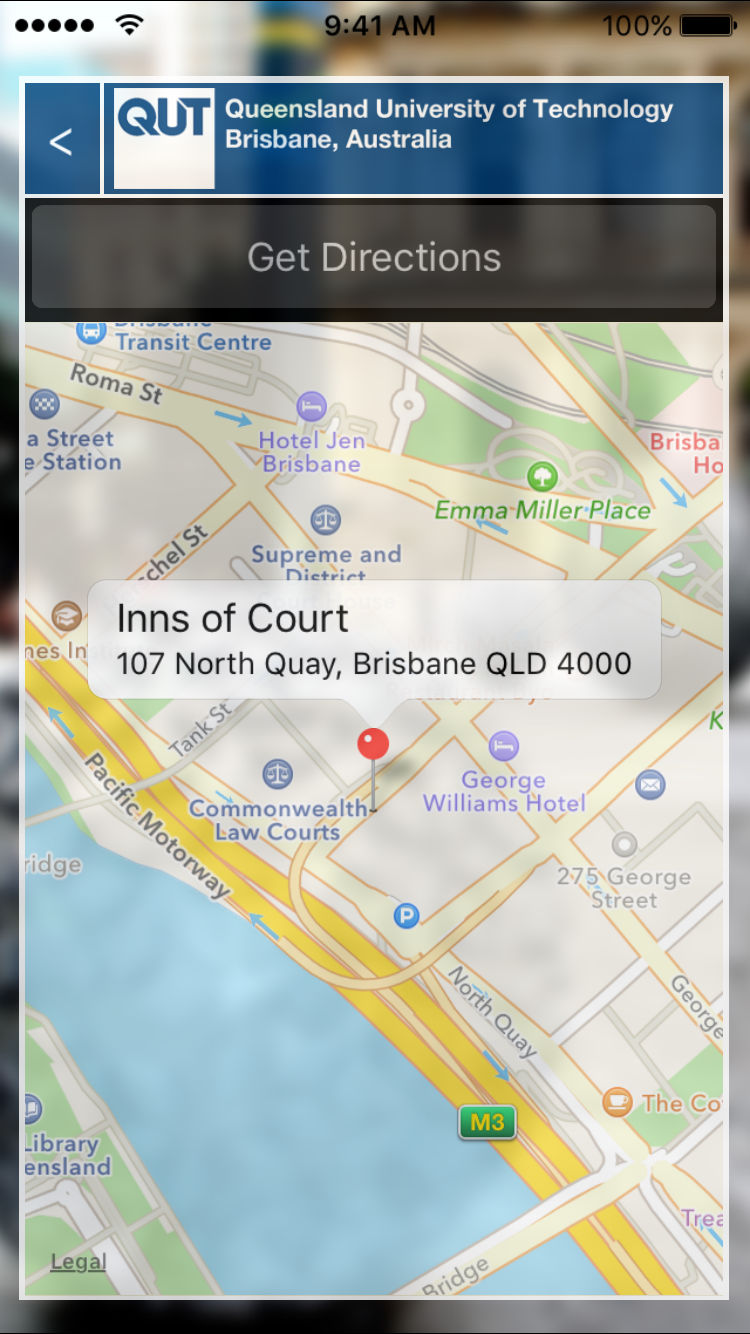 9:41 AM
100%
<
QUT
Queensland University of Technology
Brisbane, Australia
Get Directions
Brisbane
Transit Centre
Roma St
a Street
e Station
Hotel Jen
Brisbane
Brisba
Ho
Emma Miller Place
Supreme and
District
Court House
schel St
Inns of Court
107 North Quay, Brisbane QLD 4000
nes In
K
Tank St
Pacific Motorway
George
Williams Hotel
Commonwealth
Law Courts
ridge
275 George
Street
P
North Quay
George
M3
The Co
Library
ensland
Trea
Legal
Bridge